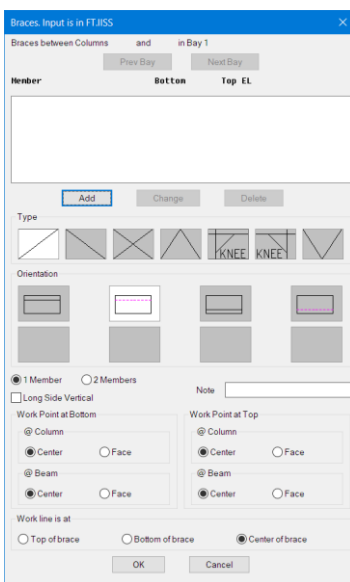 Braces. Input is in FT.IISS
Braces between Columns and in Bay 1
Prev Bay Next Bay
Member Bottom Top EL
Add Change Delete
Type
KNEE KNEE
Orientation
1 Member 2 Members
Note
Long Side Vertical
Work Point at Bottom Work Point at Top
@ Column @ Column
Center Face Center Face
@ Beam @ Beam
Center Face Center Face
Work line is at
Top of brace Bottom of brace Center of brace
OK Cancel